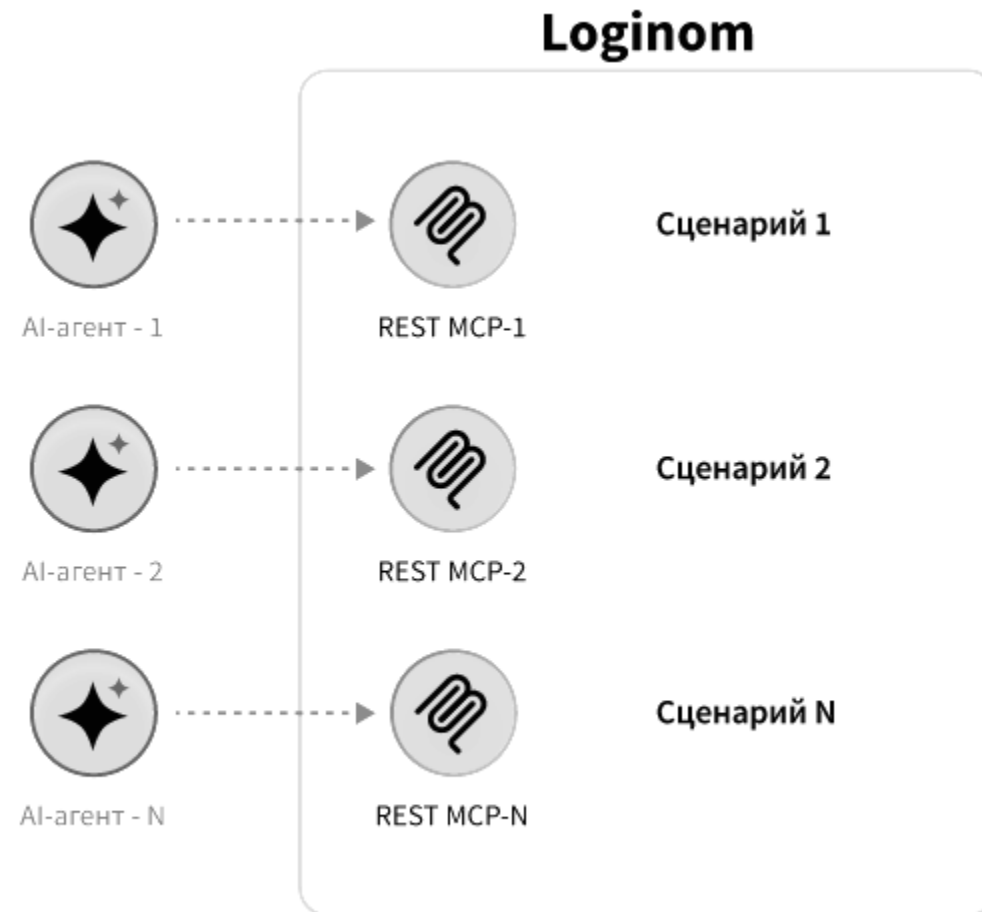 Loginom
Сценарий 1
AI-агент - 1
REST MCP-1
Сценарий 2
AI-агент - 2
REST MCP-2
Сценарий N
AI-агент - N
REST MCP-N